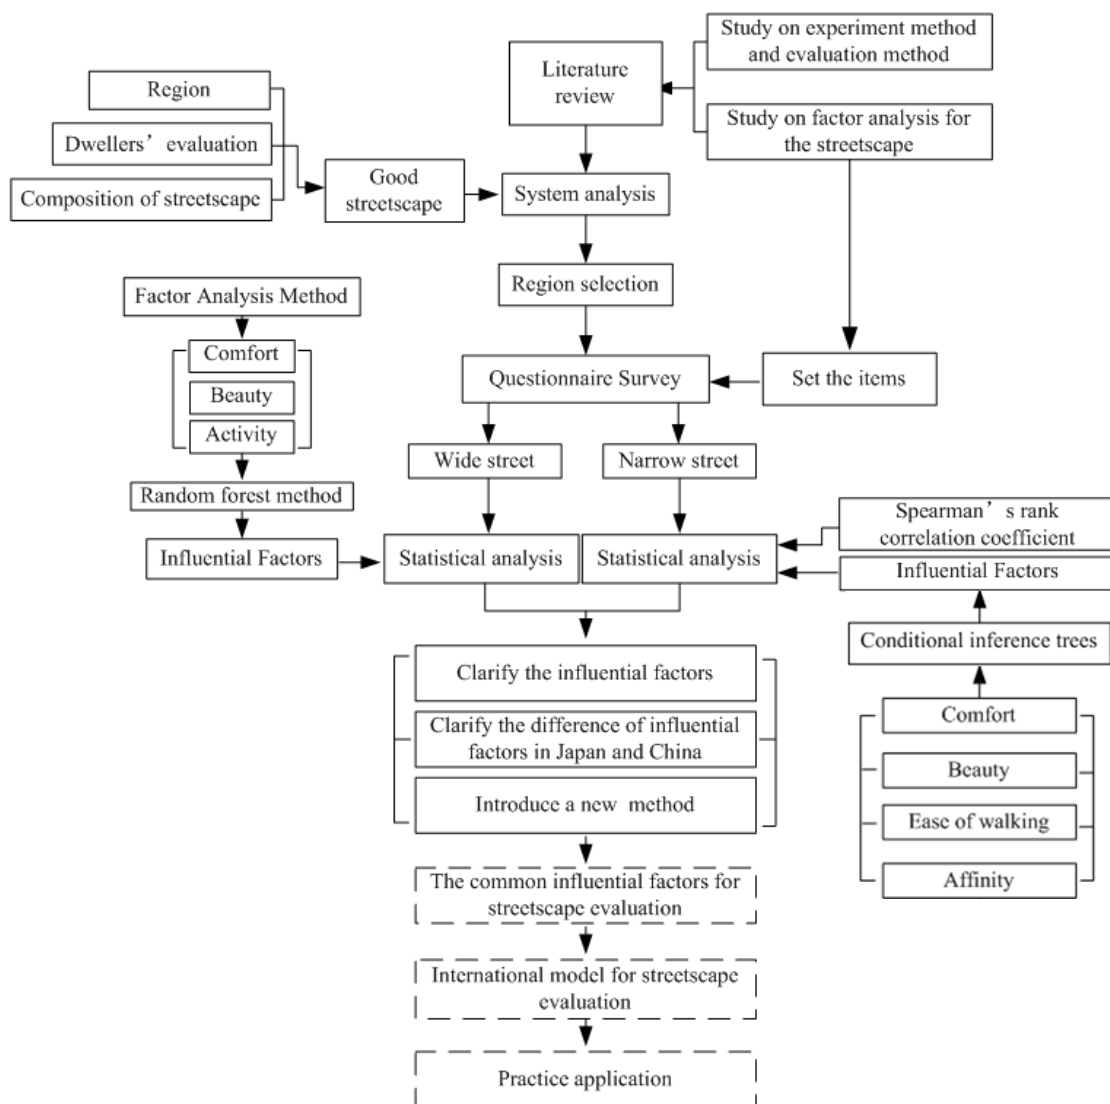 Study on experiment method
and evaluation method
Literature
review
Region
Study on factor analysis for
the streetscape
Dwellers’ evaluation
Good
streetscape
Composition of streetscape
System analysis
Region selection
Factor Analysis Method
Comfort
Beauty
Activity
Questionnaire Survey
Set the items
Wide street
Narrow street
Random forest method
Influential Factors
Statistical analysis
Statistical analysis
Spearman’s rank
correlation coefficient
Influential Factors
Conditional inference trees
Comfort
Beauty
Ease of walking
Affinity
Clarify the influential factors
Clarify the difference of influential
factors in Japan and China
Introduce a new method
The common influential factors for
streetscape evaluation
International model for streetscape
evaluation
Practice application